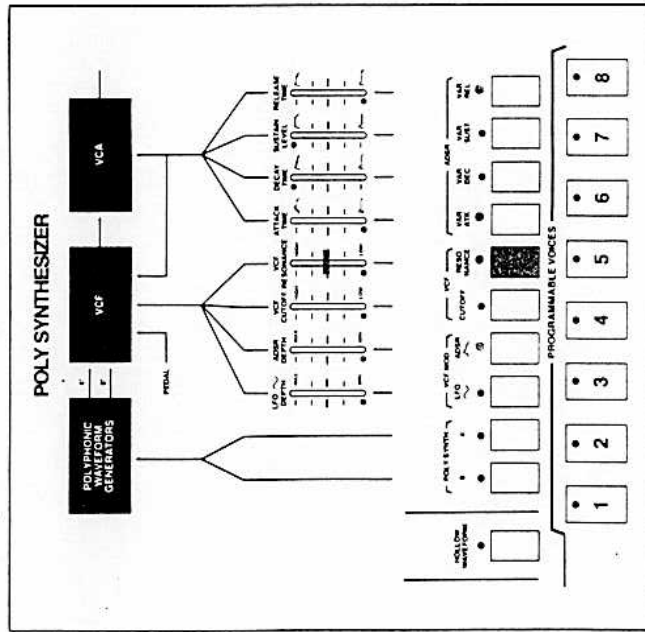 POLY SYNTHESIZER
POLYPHONIC
WAVEFORM
GENERATORS
4'
8'
VCF
VCA
PEDAL
LFO
DEPTH
ADSR
DEPTH
VCF
CUTOFF
VCF
RESONANCE
ATTACK
TIME
DECAY
TIME
SUSTAIN
LEVEL
RELEASE
TIME
HOLLOW
WAVEFORM
POLY SYNTH
VCF MOD
LFO
ADSR
VCF
CUTOFF
RESO
NANCE
ADSR
VAR
ATK
VAR
DEC
VAR
SUST
VAR
REL
PROGRAMMABLE VOICES
1
2
3
4
5
6
7
8